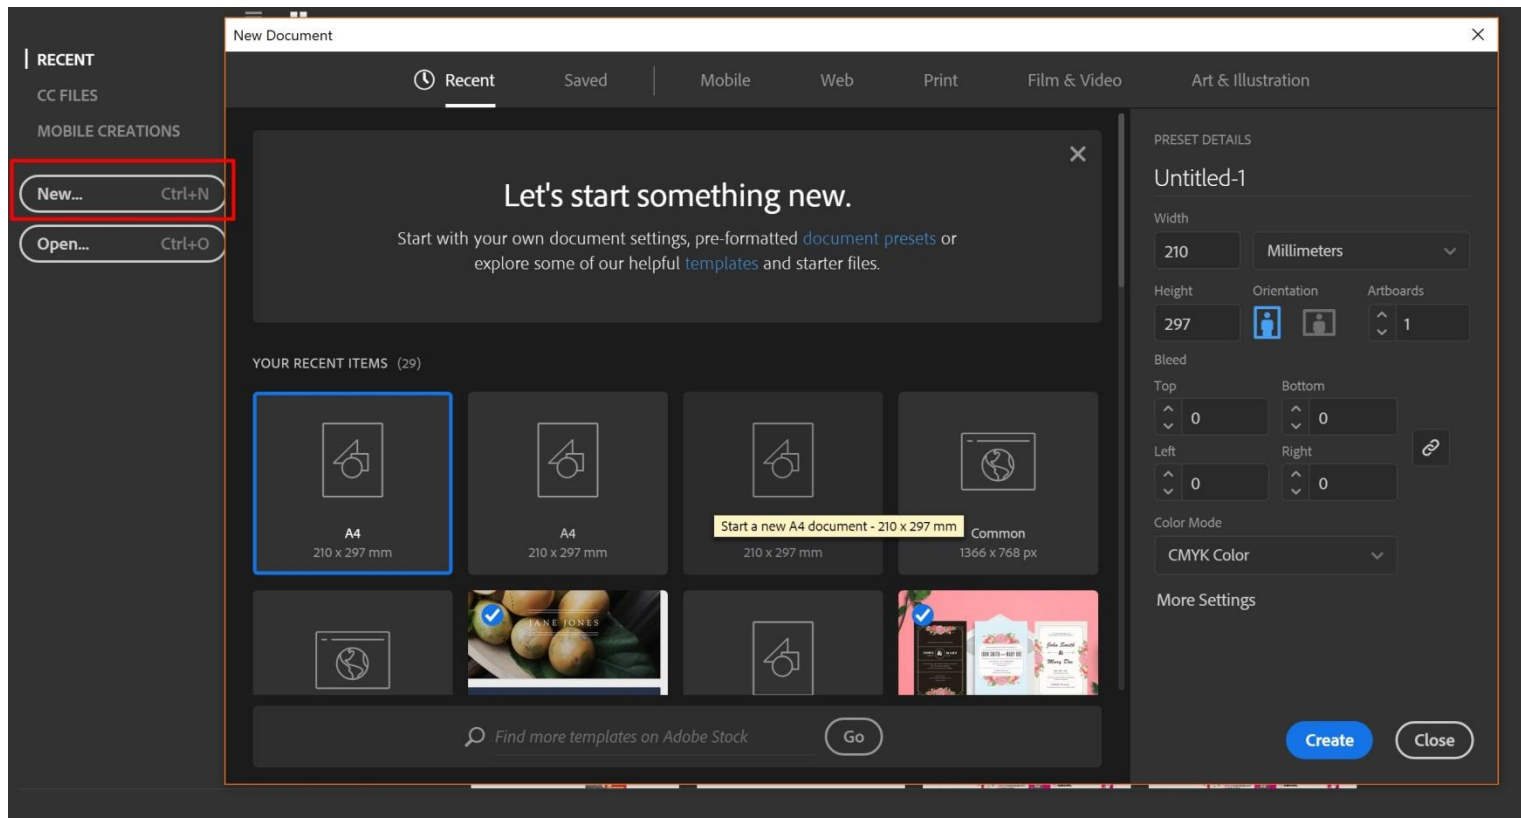 RECENT
CC FILES
MOBILE CREATIONS
New... Ctrl+N
Open... Ctrl+O
New Document
Recent Saved Mobile Web Print Film & Video Art & Illustration
Let's start something new.
Start with your own document settings, pre-formatted document presets or
explore some of our helpful templates and starter files.
YOUR RECENT ITEMS (29)
A4
210 x 297 mm
A4
210 x 297 mm
Start a new A4 document - 210 x 297 mm
210 x 297 mm
Common
1366 x 768 px
JANE JONES
John Smith
&
Mary Doe
Find more templates on Adobe Stock
Go
PRESET DETAILS
Untitled-1
Width
210 Millimeters
Height Orientation Artboards
297 1
Bleed
Top Bottom
0 0
Left Right
0 0
Color Mode
CMYK Color
More Settings
Create Close